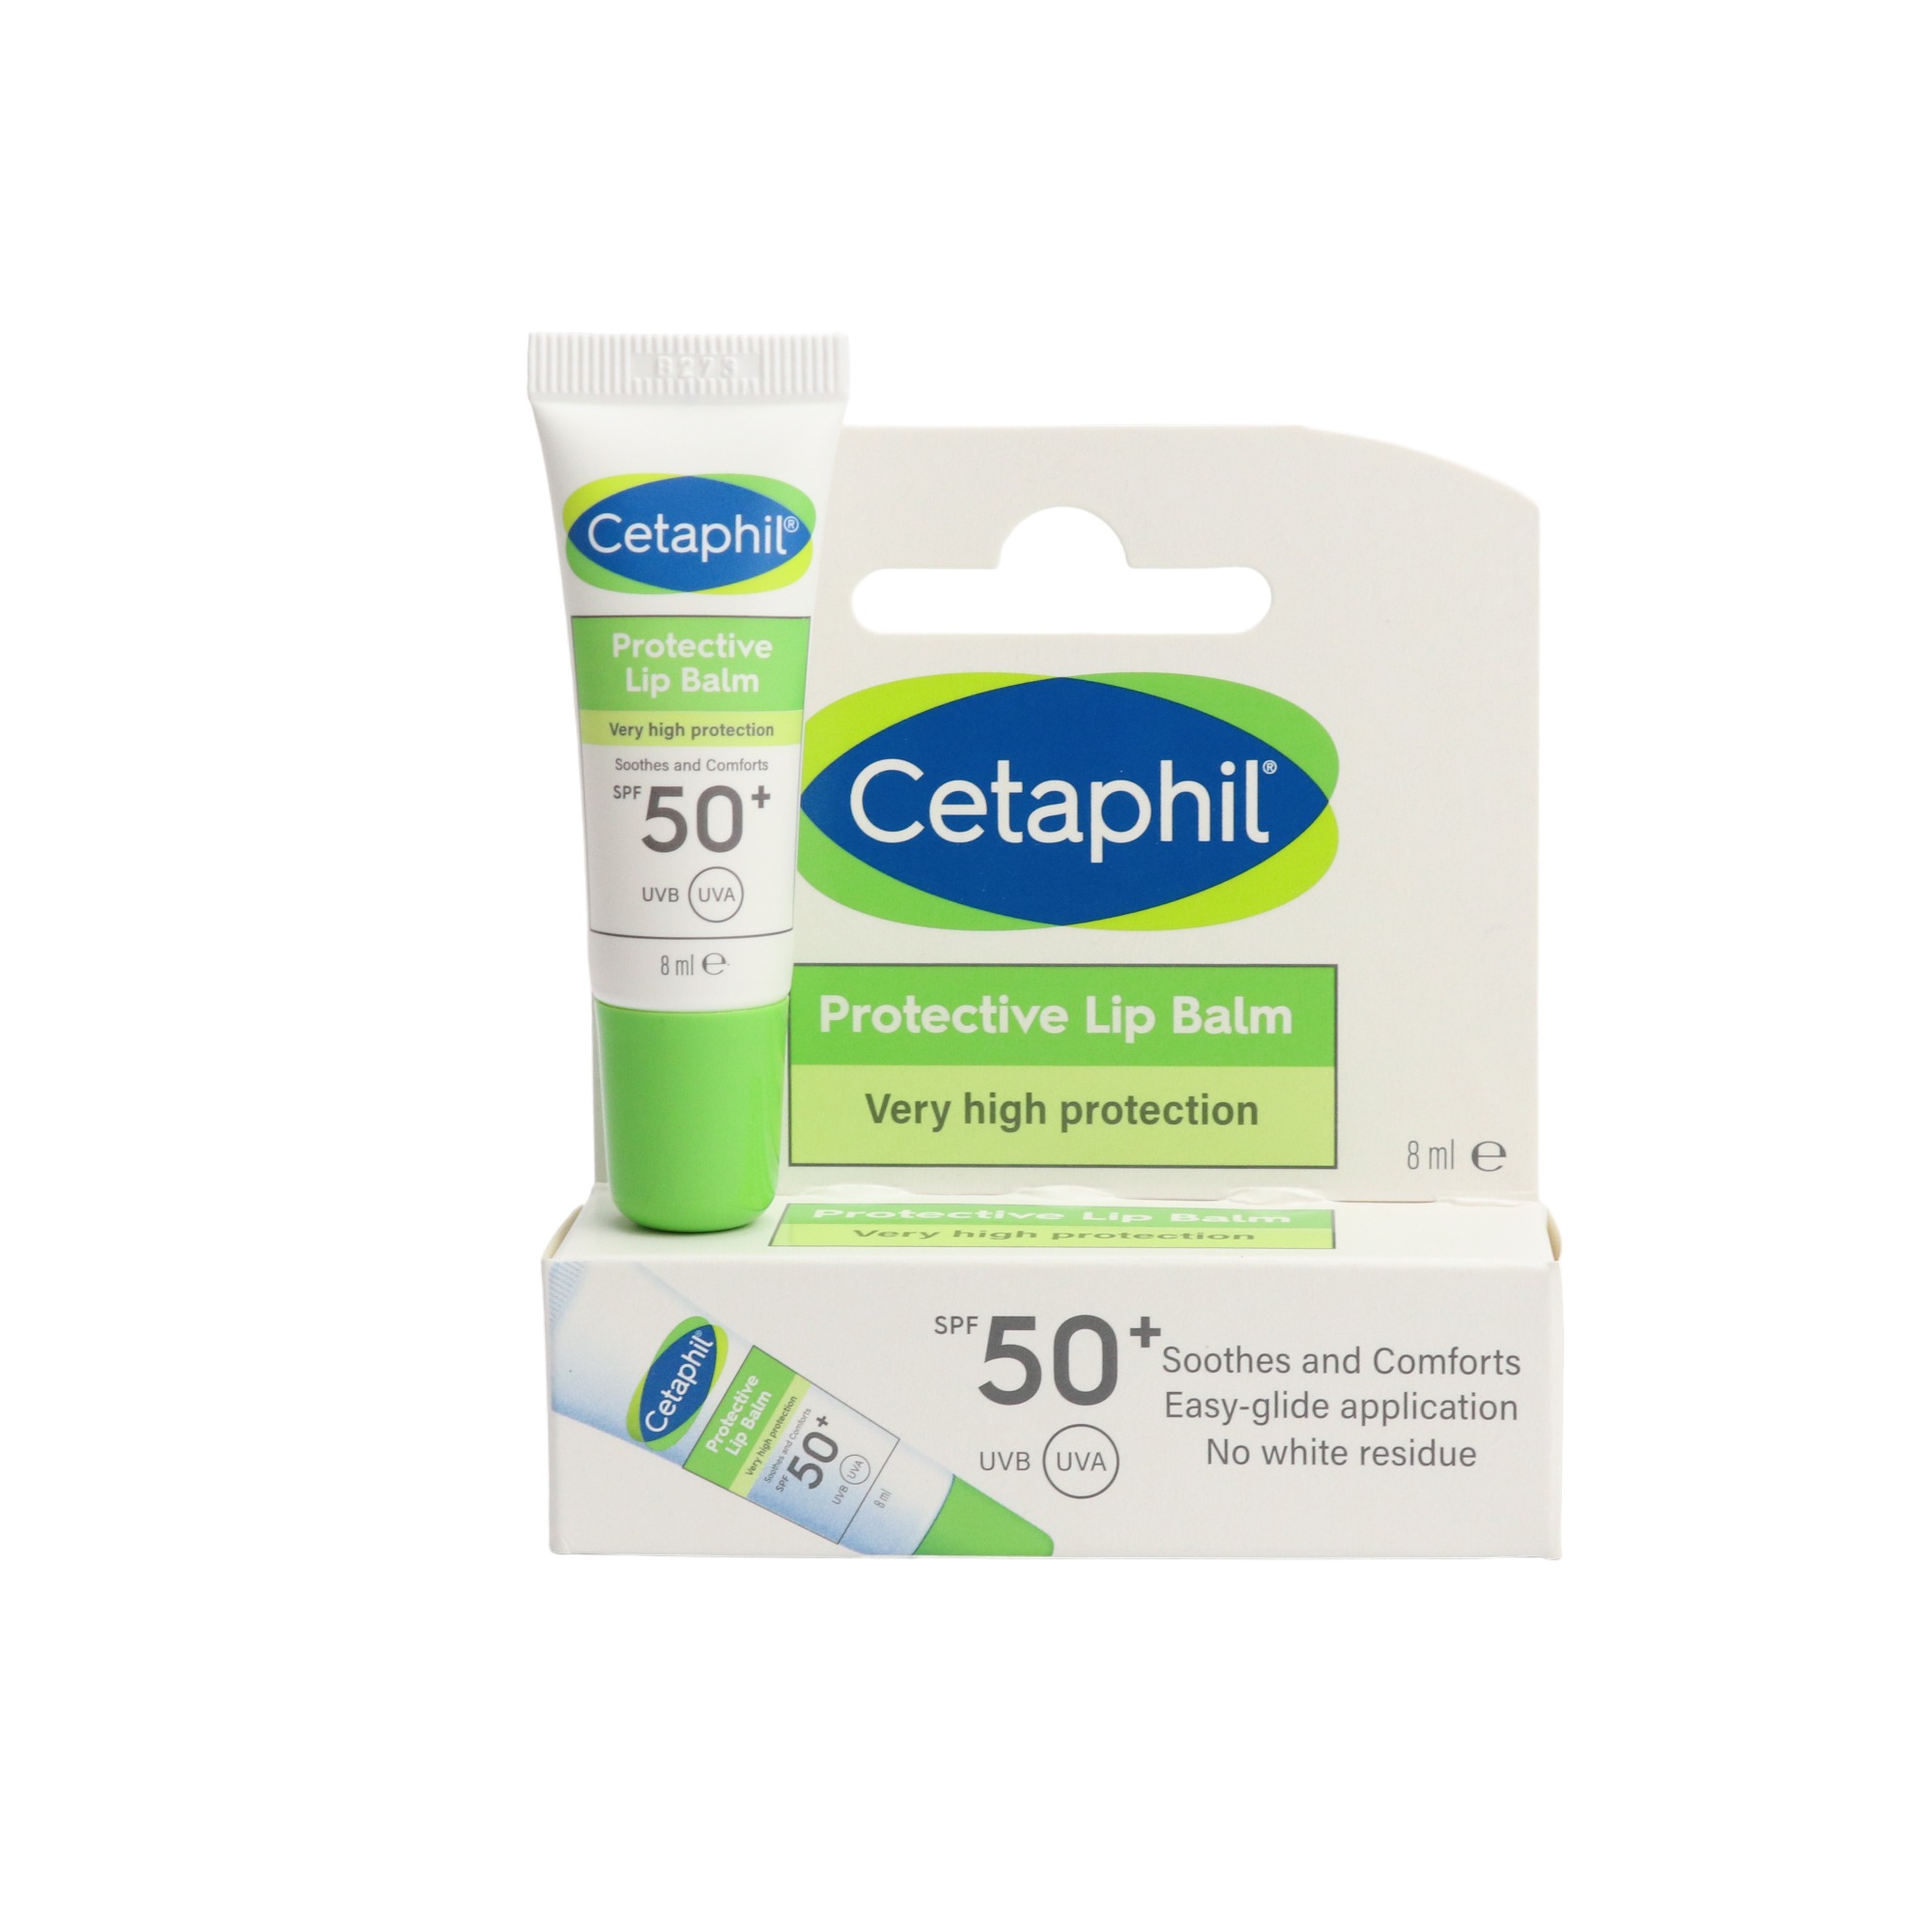 Cetaphil®
Protective
Lip Balm
Very high protection
Soothes and Comforts
SPF 50+
UVB UVA
8 ml ℮
Cetaphil®
Protective Lip Balm
Very high protection
8 ml ℮
Protective Lip Balm
Very high protection
Cetaphil®
Protective
Lip Balm
Very high protection
Soothes and Comforts
SPF 50+
UVB UVA
8 ml
SPF 50+
UVB UVA
Soothes and Comforts
Easy-glide application
No white residue